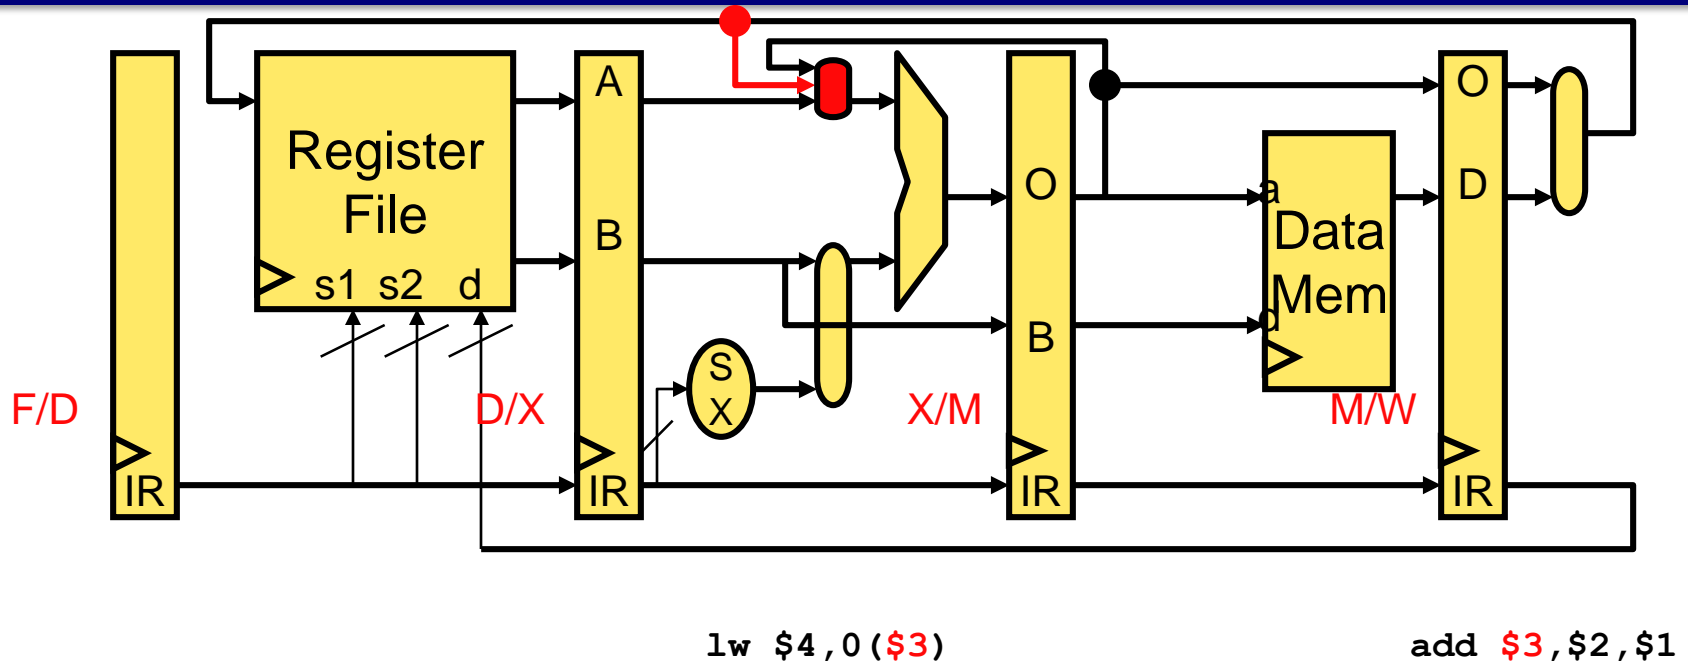 A
O
Register
File
O
D
B
a
Data
Mem
s1 s2 d
d
B
S
X
F/D
D/X
X/M
M/W
IR
IR
IR
IR
lw $4,0($3)
add $3,$2,$1